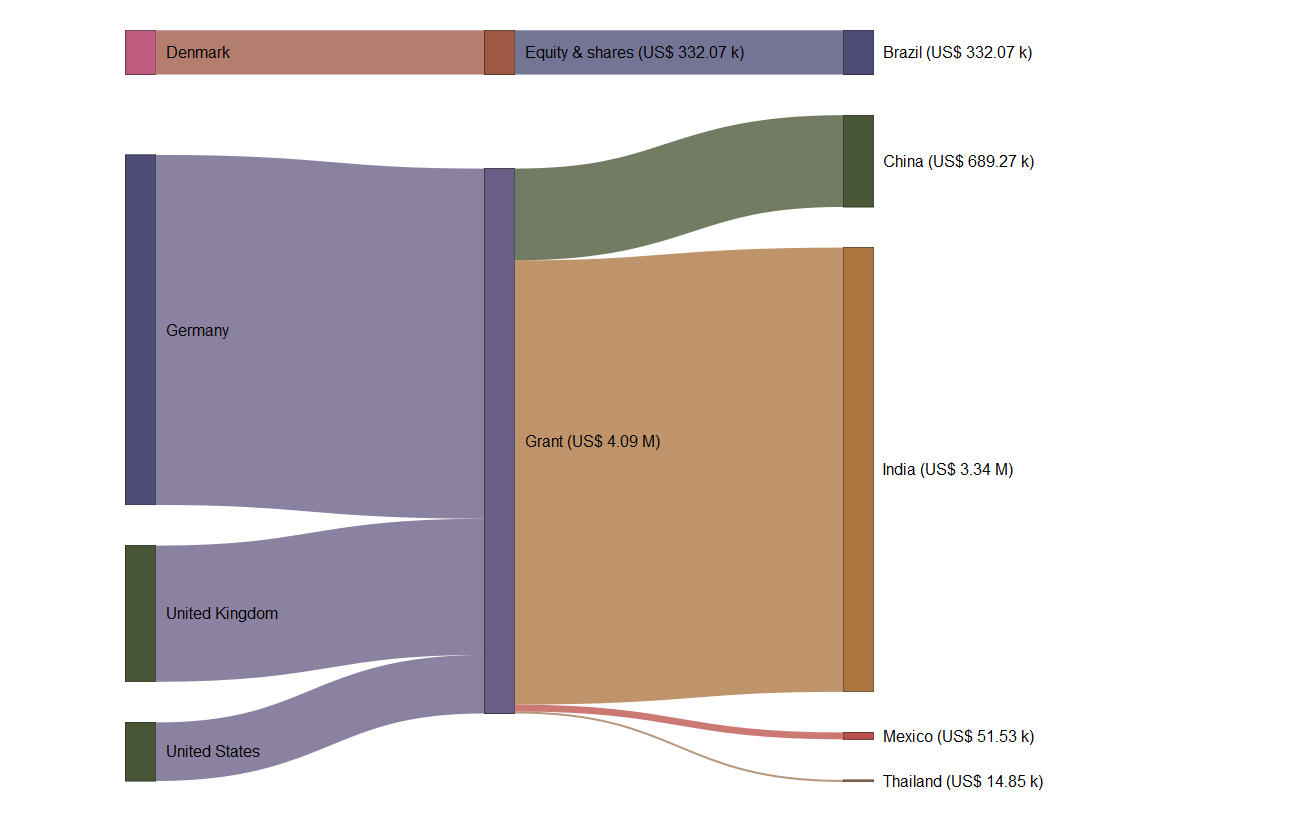 Denmark
Equity & shares (US$ 332.07 k)
Brazil (US$ 332.07 k)
China (US$ 689.27 k)
Germany
Grant (US$ 4.09 M)
India (US$ 3.34 M)
United Kingdom
United States
Mexico (US$ 51.53 k)
Thailand (US$ 14.85 k)